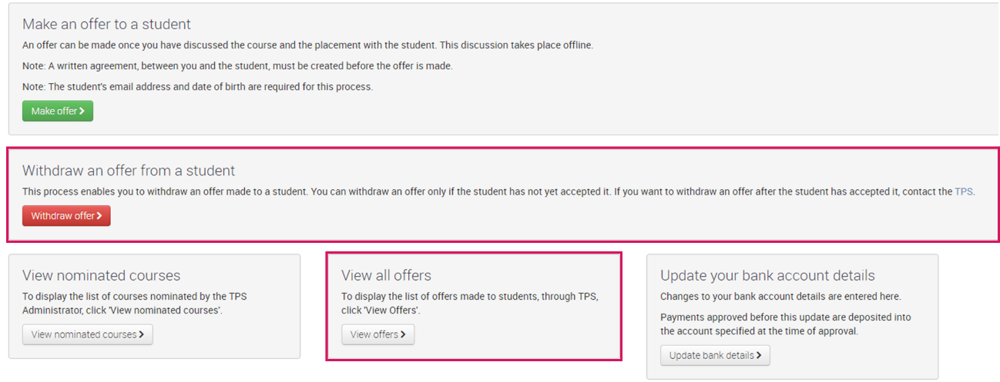 Make an offer to a student
An offer can be made once you have discussed the course and the placement with the student. This discussion takes place offline.
Note: A written agreement, between you and the student, must be created before the offer is made.
Note: The student's email address and date of birth are required for this process.
Make offer
Withdraw an offer from a student
This process enables you to withdraw an offer made to a student. You can withdraw an offer only if the student has not yet accepted it. If you want to withdraw an offer after the student has accepted it, contact the TPS.
Withdraw offer
View nominated courses
To display the list of courses nominated by the TPS
Administrator, click 'View nominated courses'.
View nominated courses
View all offers
To display the list of offers made to students, through TPS,
click 'View Offers'.
View offers
Update your bank account details
Changes to your bank account details are entered here.
Payments approved before this update are deposited into
the account specified at the time of approval.
Update bank details